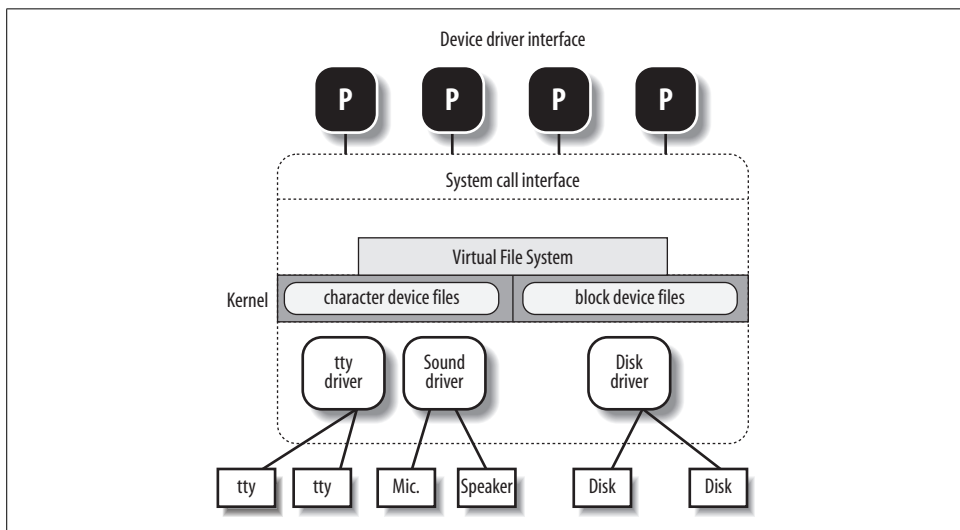 Device driver interface
P P P P
System call interface
Virtual File System
Kernel
character device files
block device files
tty
driver
Sound
driver
Disk
driver
tty
tty
Mic.
Speaker
Disk
Disk